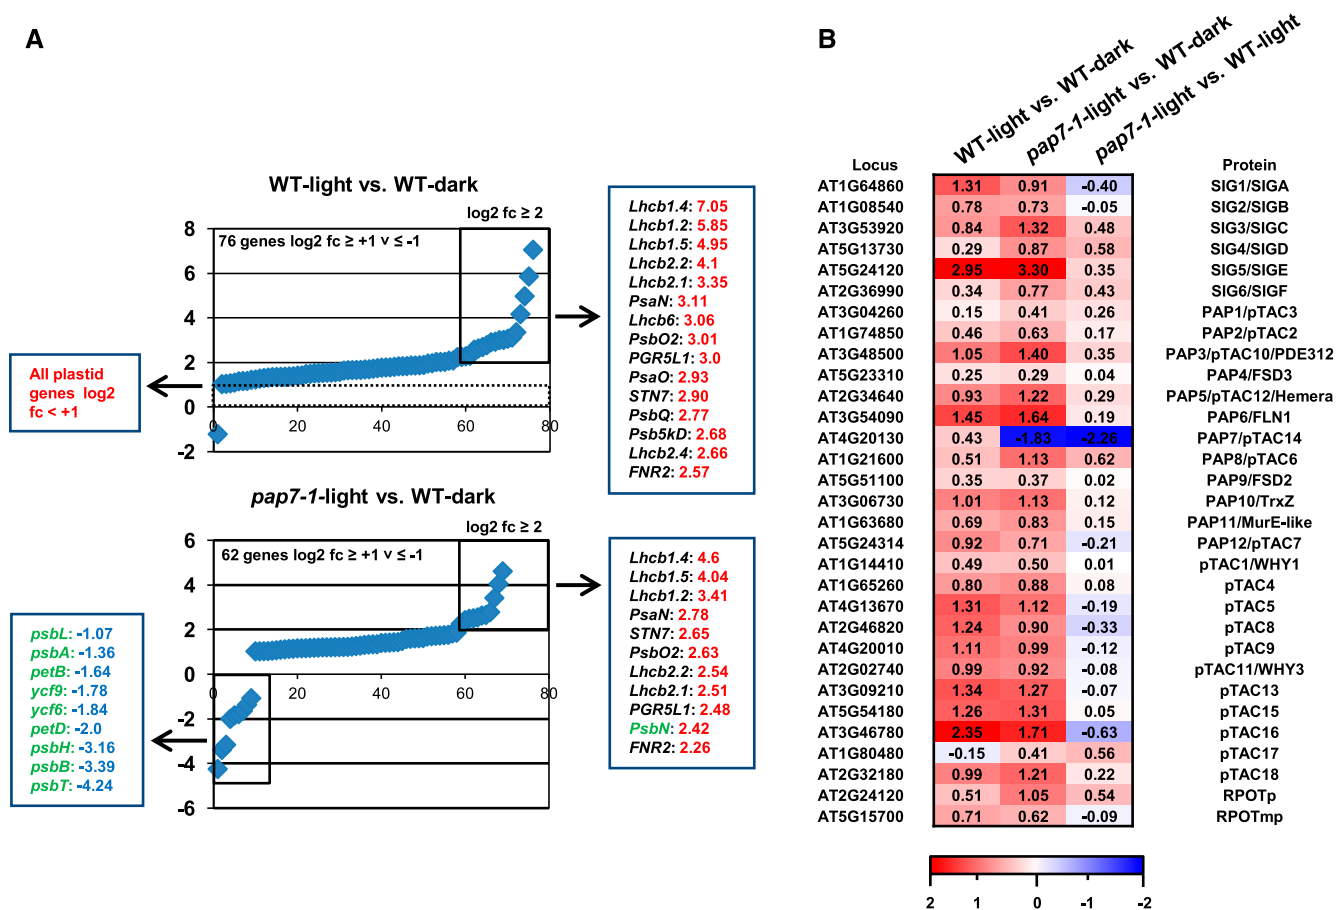 A
WT-light vs. WT-dark
log2 fc ≥ 2
76 genes log2 fc ≥ +1 v ≤ -1
8
6
4
2
0
-2
0 20 40 60 80
All plastid
genes log2
fc < +1
Lhcb1.4: 7.05
Lhcb1.2: 5.85
Lhcb1.5: 4.95
Lhcb2.2: 4.1
Lhcb2.1: 3.35
PsaN: 3.11
Lhcb6: 3.06
PsbO2: 3.01
PGR5L1: 3.0
PsaO: 2.93
STN7: 2.90
PsbQ: 2.77
Psb5kD: 2.68
Lhcb2.4: 2.66
FNR2: 2.57
pap7-1-light vs. WT-dark
log2 fc ≥ 2
62 genes log2 fc ≥ +1 v ≤ -1
6
4
2
0
-2
-4
-6
0 20 40 60 80
psbL: -1.07
psbA: -1.36
petB: -1.64
ycf9: -1.78
ycf6: -1.84
petD: -2.0
psbH: -3.16
psbB: -3.39
psbT: -4.24
Lhcb1.4: 4.6
Lhcb1.5: 4.04
Lhcb1.2: 3.41
PsaN: 2.78
STN7: 2.65
PsbO2: 2.63
Lhcb2.2: 2.54
Lhcb2.1: 2.51
PGR5L1: 2.48
PsbN: 2.42
FNR2: 2.26
B
WT-light vs. WT-dark
pap7-1-light vs. WT-dark
pap7-1-light vs. WT-light
Locus Protein
AT1G64860 1.31 0.91 -0.40 SIG1/SIGA
AT1G08540 0.78 0.73 -0.05 SIG2/SIGB
AT3G53920 0.84 1.32 0.48 SIG3/SIGC
AT5G13730 0.29 0.87 0.58 SIG4/SIGD
AT5G24120 2.95 3.30 0.35 SIG5/SIGE
AT2G36990 0.34 0.77 0.43 SIG6/SIGF
AT3G04260 0.15 0.41 0.26 PAP1/pTAC3
AT1G74850 0.46 0.63 0.17 PAP2/pTAC2
AT3G48500 1.05 1.40 0.35 PAP3/pTAC10/PDE312
AT5G23310 0.25 0.29 0.04 PAP4/FSD3
AT2G34640 0.93 1.22 0.29 PAP5/pTAC12/Hemera
AT3G54090 1.45 1.64 0.19 PAP6/FLN1
AT4G20130 0.43 -1.83 -2.26 PAP7/pTAC14
AT1G21600 0.51 1.13 0.62 PAP8/pTAC6
AT5G51100 0.35 0.37 0.02 PAP9/FSD2
AT3G06730 1.01 1.13 0.12 PAP10/TrxZ
AT1G63680 0.69 0.83 0.15 PAP11/MurE-like
AT5G24314 0.92 0.71 -0.21 PAP12/pTAC7
AT1G14410 0.49 0.50 0.01 pTAC1/WHY1
AT1G65260 0.80 0.88 0.08 pTAC4
AT4G13670 1.31 1.12 -0.19 pTAC5
AT2G46820 1.24 0.90 -0.33 pTAC8
AT4G20010 1.11 0.99 -0.12 pTAC9
AT2G02740 0.99 0.92 -0.08 pTAC11/WHY3
AT3G09210 1.34 1.27 -0.07 pTAC13
AT5G54180 1.26 1.31 0.05 pTAC15
AT3G46780 2.35 1.71 -0.63 pTAC16
AT1G80480 -0.15 0.41 0.56 pTAC17
AT2G32180 0.99 1.21 0.22 pTAC18
AT2G24120 0.51 1.05 0.54 RPOTp
AT5G15700 0.71 0.62 -0.09 RPOTmp
2 1 0 -1 -2